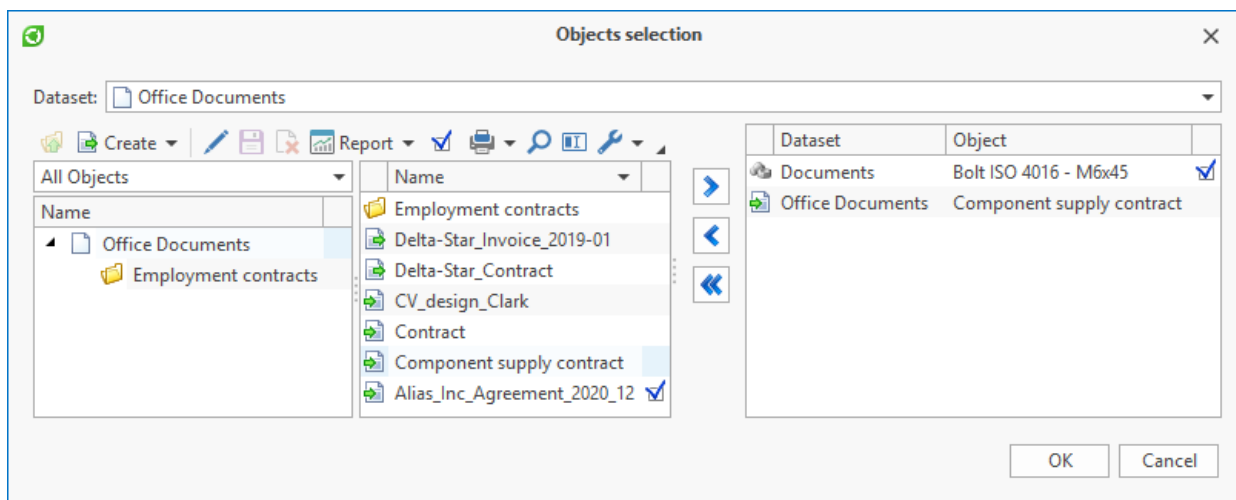 Objects selection
Dataset: Office Documents
Create Report
All Objects
Name
Office Documents
Employment contracts
Name
Employment contracts
Delta-Star_Invoice_2019-01
Delta-Star_Contract
CV_design_Clark
Contract
Component supply contract
Alias_Inc_Agreement_2020_12
Dataset Object
Documents Bolt ISO 4016 - M6x45
Office Documents Component supply contract
OK Cancel